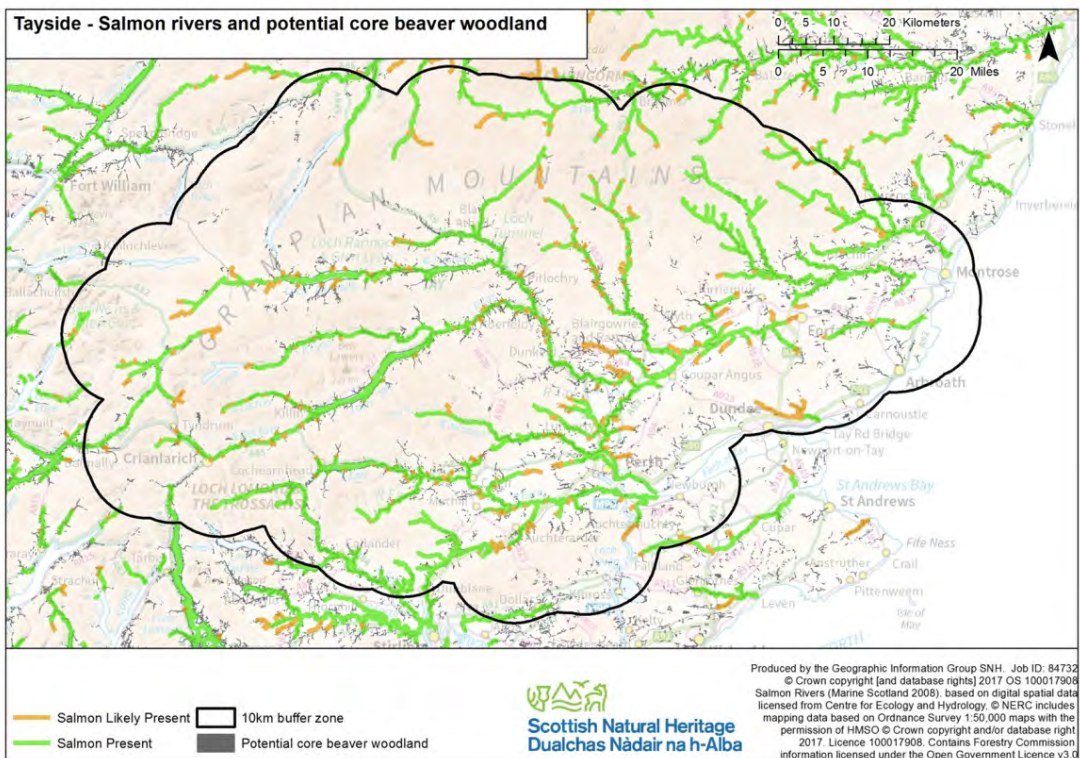 Tayside - Salmon rivers and potential core beaver woodland
0 5 10 20 Kilometers
0 5 10 20 Miles
N
Fort William
GRAMPIAN MOUNTAINS
Loch
Tummel
Pitlochry
Montrose
Inverbervie
Blairgowrie
Coupar Angus
Forfar
Arbroath
Carnoustie
Dundee
Tay Rd Bridge
Newport-on-Tay
Killin
Tyndrum
Crianlarich
Lochearnhead
Perth
Newburgh
St Andrews Bay
St Andrews
LOCH LOMOND
THE TROSSACHS
Callander
Auchterarder
Auchtermuchty
Cupar
Fife Ness
Crail
Anstruther
Pittenweem
Falkland
Leven
Isle of
May
Salmon Likely Present
Salmon Present
10km buffer zone
Potential core beaver woodland
Scottish Natural Heritage
Dualchas Nàdair na h-Alba
Produced by the Geographic Information Group SNH. Job ID: 84732
© Crown copyright [and database rights] 2017 OS 100017908
Salmon Rivers (Marine Scotland 2008). based on digital spatial data
licensed from Centre for Ecology and Hydrology, © NERC includes
mapping data based on Ordnance Survey 1:50,000 maps with the
permission of HMSO © Crown copyright and/or database right
2017. Licence 100017908. Contains Forestry Commission
information licensed under the Open Government Licence v3.0